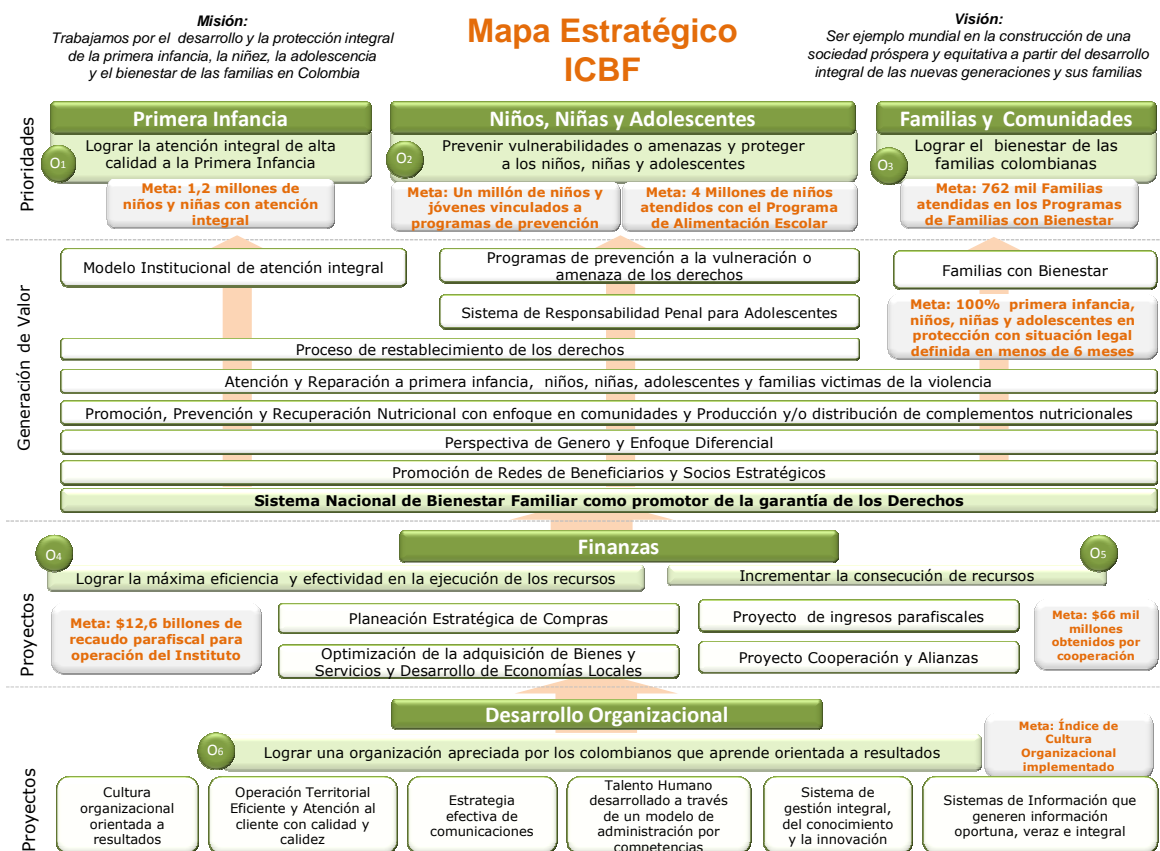 Misión:
Trabajamos por el desarrollo y la protección integral
de la primera infancia, la niñez, la adolescencia
y el bienestar de las familias en Colombia
Mapa Estratégico
ICBF
Visión:
Ser ejemplo mundial en la construcción de una
sociedad próspera y equitativa a partir del desarrollo
integral de las nuevas generaciones y sus familias
Prioridades
Primera Infancia
O1
Lograr la atención integral de alta
calidad a la Primera Infancia
Meta: 1,2 millones de
niños y niñas con atención
integral
Niños, Niñas y Adolescentes
O2
Prevenir vulnerabilidades o amenazas y proteger
a los niños, niñas y adolescentes
Meta: Un millón de niños y
jóvenes vinculados a
programas de prevención
Meta: 4 Millones de niños
atendidos con el Programa
de Alimentación Escolar
Familias y Comunidades
O3
Lograr el bienestar de las
familias colombianas
Meta: 762 mil Familias
atendidas en los Programas
de Familias con Bienestar
Generación de Valor
Modelo Institucional de atención integral
Programas de prevención a la vulneración o
amenaza de los derechos
Familias con Bienestar
Sistema de Responsabilidad Penal para Adolescentes
Meta: 100% primera infancia,
niños, niñas y adolescentes en
protección con situación legal
definida en menos de 6 meses
Proceso de restablecimiento de los derechos
Atención y Reparación a primera infancia, niños, niñas, adolescentes y familias victimas de la violencia
Promoción, Prevención y Recuperación Nutricional con enfoque en comunidades y Producción y/o distribución de complementos nutricionales
Perspectiva de Genero y Enfoque Diferencial
Promoción de Redes de Beneficiarios y Socios Estratégicos
Sistema Nacional de Bienestar Familiar como promotor de la garantía de los Derechos
Proyectos
Finanzas
O4
Lograr la máxima eficiencia y efectividad en la ejecución de los recursos
O5
Incrementar la consecución de recursos
Meta: $12,6 billones de
recaudo parafiscal para
operación del Instituto
Planeación Estratégica de Compras
Optimización de la adquisición de Bienes y
Servicios y Desarrollo de Economías Locales
Proyecto de ingresos parafiscales
Proyecto Cooperación y Alianzas
Meta: $66 mil
millones
obtenidos por
cooperación
Proyectos
Desarrollo Organizacional
O6
Lograr una organización apreciada por los colombianos que aprende orientada a resultados
Meta: Índice de
Cultura
Organizacional
implementado
Cultura
organizacional
orientada a
resultados
Operación Territorial
Eficiente y Atención al
cliente con calidad y
calidez
Estrategia
efectiva de
comunicaciones
Talento Humano
desarrollado a través
de un modelo de
administración por
competencias
Sistema de
gestión integral,
del conocimiento
y la innovación
Sistemas de Información que
generen información
oportuna, veraz e integral